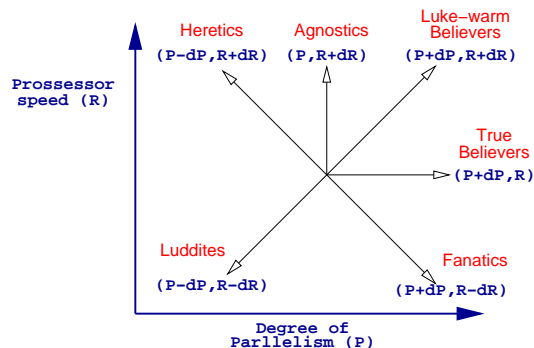 Heretics
(P-dP,R+dR)
Agnostics
(P,R+dR)
Luke-warm
Believers
(P+dP,R+dR)
Prossessor
speed (R)
True
Believers
(P+dP,R)
Luddites
(P-dP,R-dR)
Fanatics
(P+dP,R-dR)
Degree of
Parllelism (P)